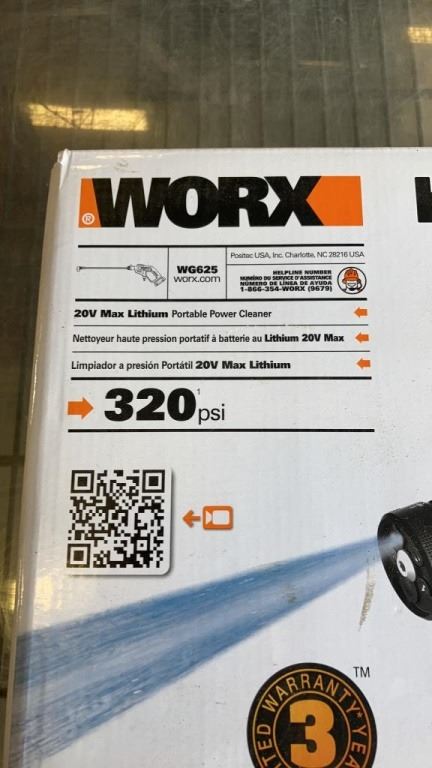 WORX
®
WG625
worx.com
Positec USA, Inc. Charlotte, NC 28216 USA
HELPLINE NUMBER
NUMÉRO DU SERVICE D'ASSISTANCE
NÚMERO DE LÍNEA DE AYUDA
1-866-354-WORX (9679)
20V Max Lithium Portable Power Cleaner
Nettoyeur haute pression portatif à batterie au Lithium 20V Max
Limpiador a presión Portátil 20V Max Lithium
320¹psi
TM
WARRANTY
3